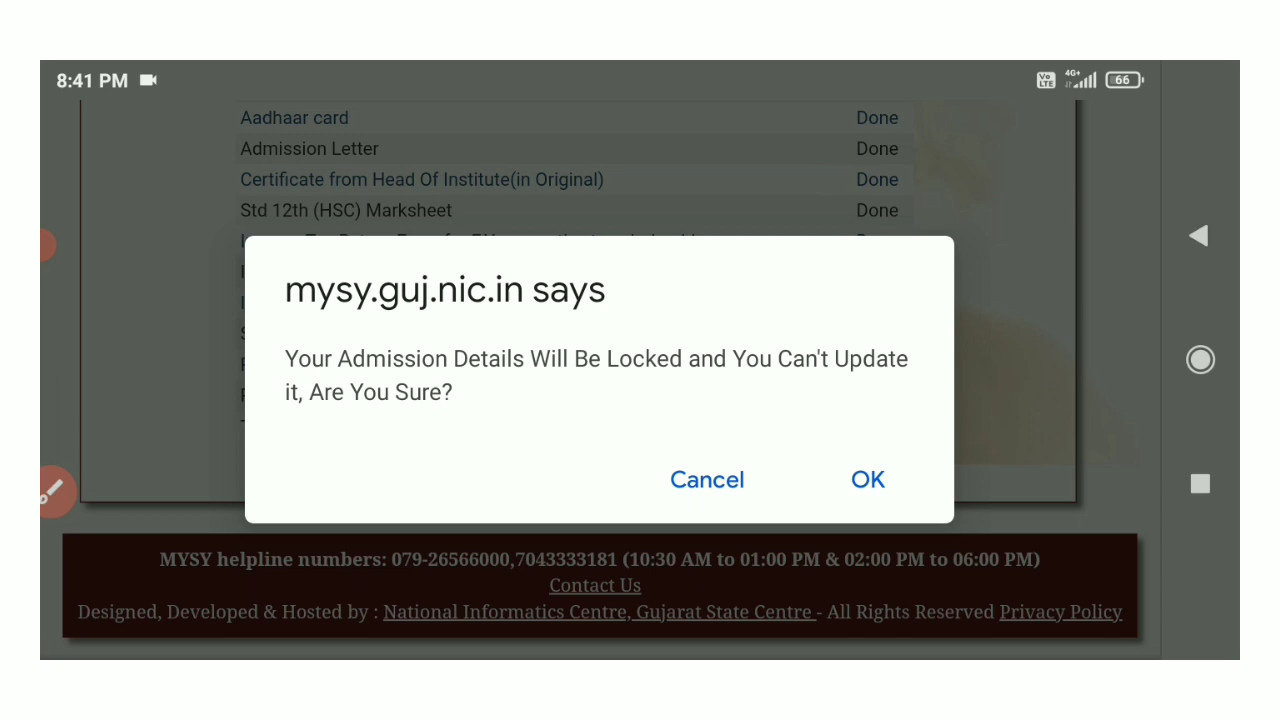 8:41 PM
Vo LTE 4G+ 66
Aadhaar card Done
Admission Letter Done
Certificate from Head Of Institute(in Original) Done
Std 12th (HSC) Marksheet Done
mysy.guj.nic.in says
Your Admission Details Will Be Locked and You Can't Update
it, Are You Sure?
Cancel OK
MYSY helpline numbers: 079-26566000,7043333181 (10:30 AM to 01:00 PM & 02:00 PM to 06:00 PM)
Contact Us
Designed, Developed & Hosted by : National Informatics Centre, Gujarat State Centre - All Rights Reserved Privacy Policy